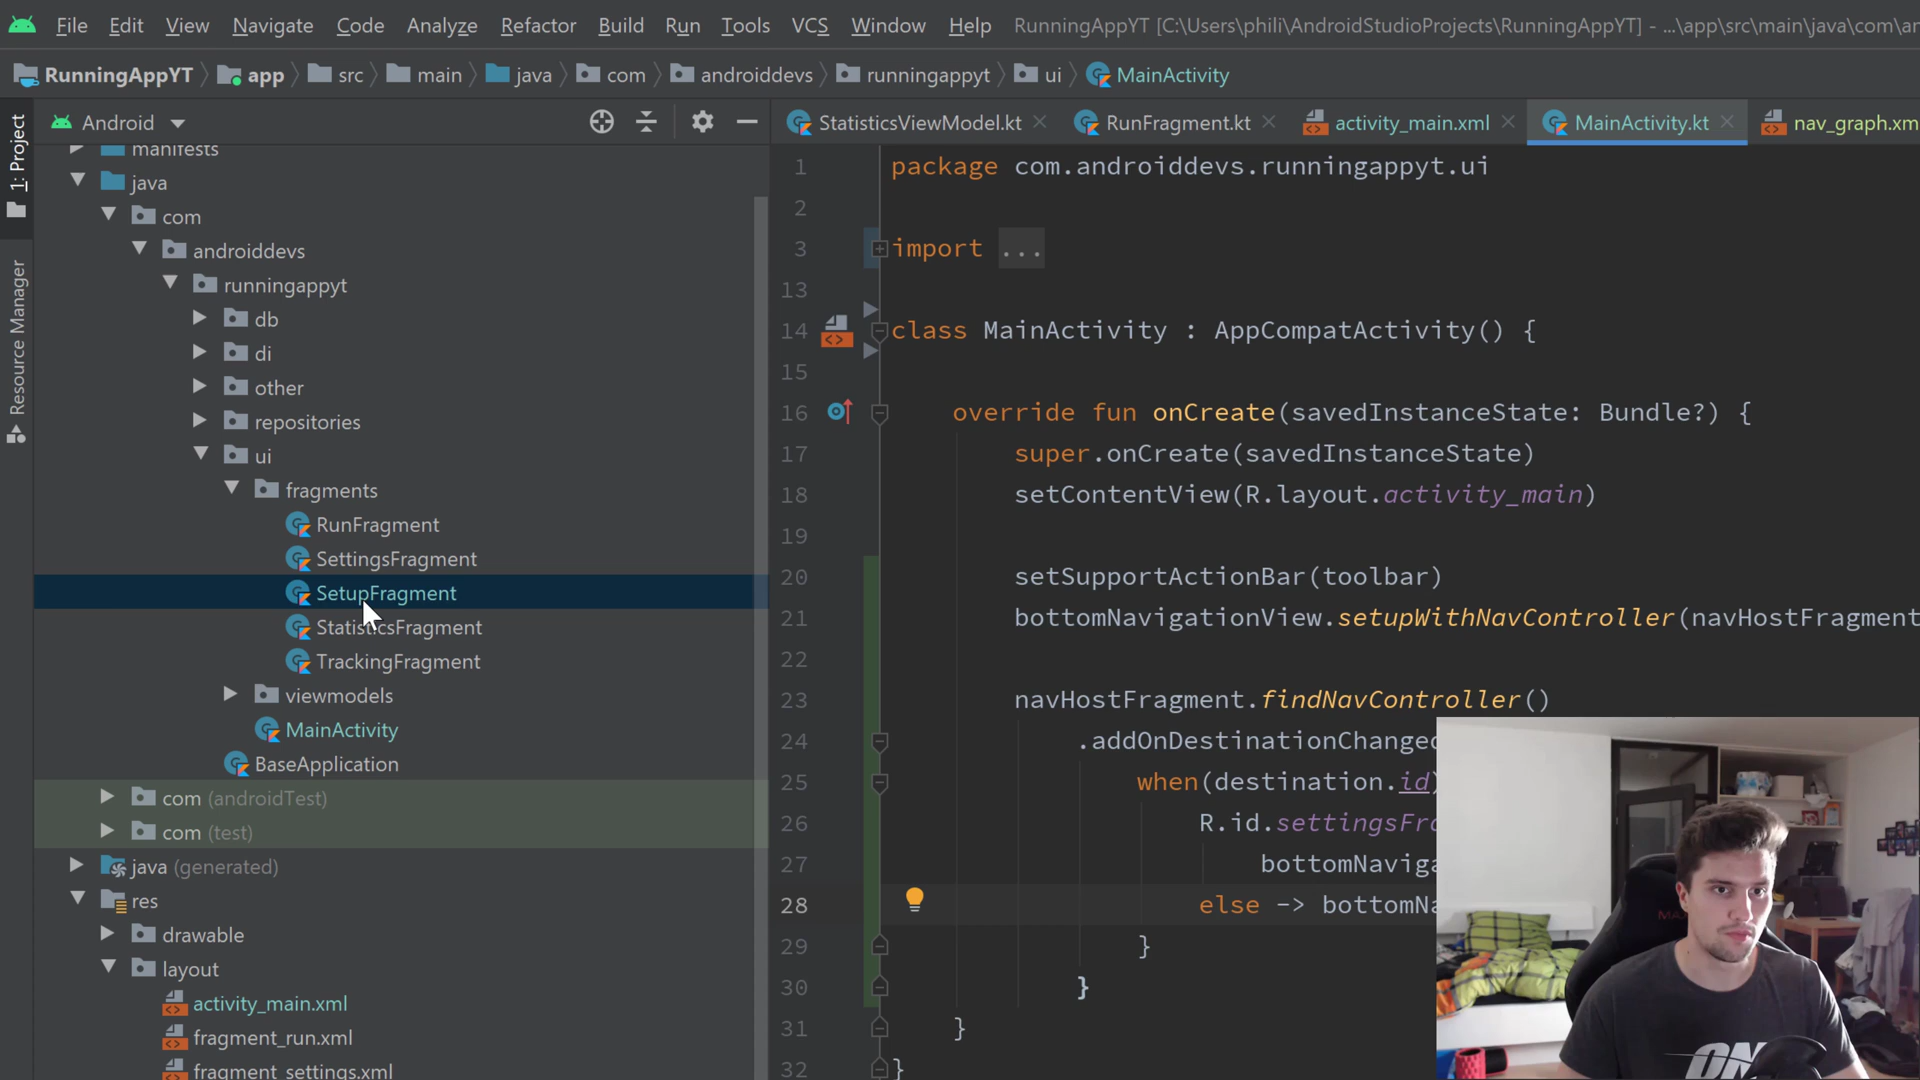 File Edit View Navigate Code Analyze Refactor Build Run Tools VCS Window Help RunningAppYT [C:\Users\phili\AndroidStudioProjects\RunningAppYT] - ...\app\src\main\java\com\an
RunningAppYT app src main java com androiddevs runningappyt ui MainActivity
1: Project
Resource Manager
Android
manifests
java
com
androiddevs
runningappyt
db
di
other
repositories
ui
fragments
RunFragment
SettingsFragment
SetupFragment
StatisticsFragment
TrackingFragment
viewmodels
MainActivity
BaseApplication
com (androidTest)
com (test)
java (generated)
res
drawable
layout
activity_main.xml
fragment_run.xml
fragment_settings.xml
StatisticsViewModel.kt RunFragment.kt activity_main.xml MainActivity.kt nav_graph.xm
1 package com.androiddevs.runningappyt.ui
2
3 import ...
13
14 class MainActivity : AppCompatActivity() {
15
16 override fun onCreate(savedInstanceState: Bundle?) {
17 super.onCreate(savedInstanceState)
18 setContentView(R.layout.activity_main)
19
20 setSupportActionBar(toolbar)
21 bottomNavigationView.setupWithNavController(navHostFragment
22
23 navHostFragment.findNavController()
24 .addOnDestinationChanged
25 when(destination.id)
26 R.id.settingsFra
27 bottomNaviga
28 else -> bottomNa
29 }
30 }
31 }
32 }